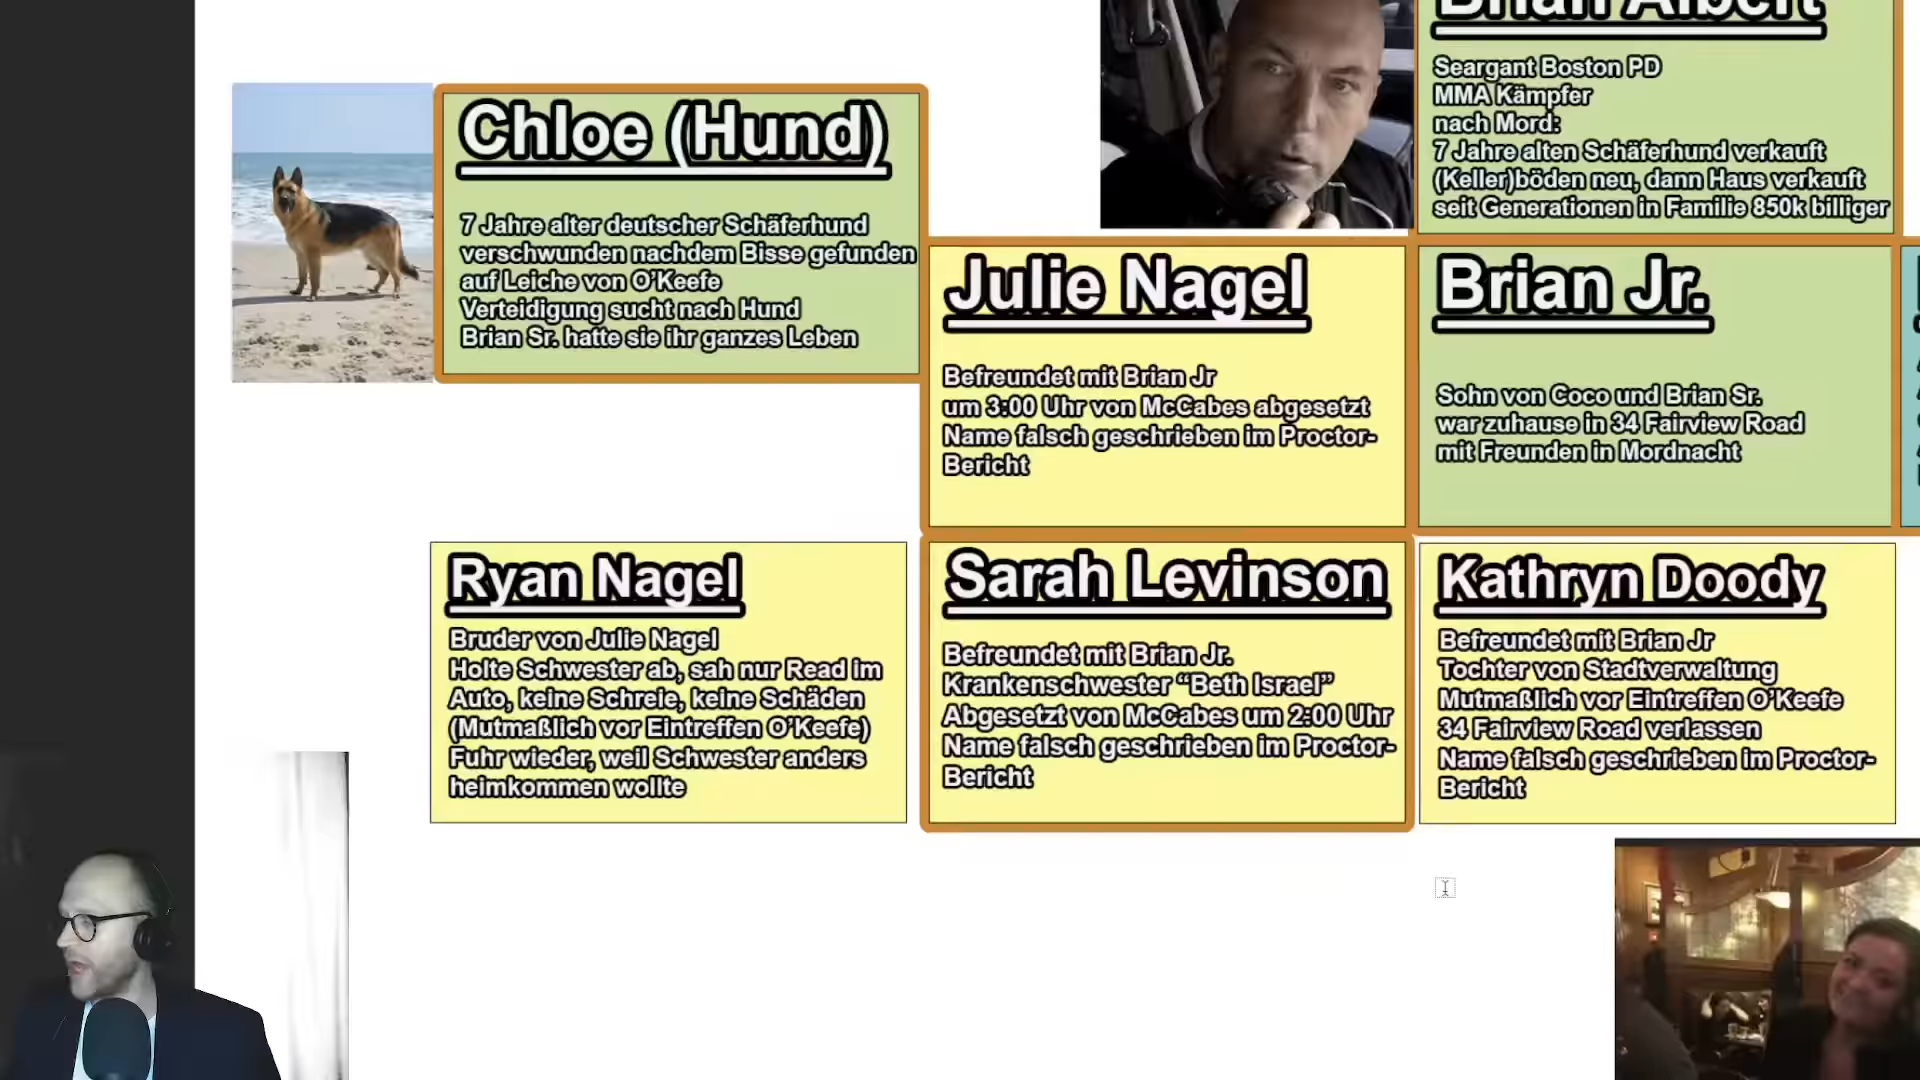 Brian Albert
Seargant Boston PD
MMA Kämpfer
nach Mord:
7 Jahre alten Schäferhund verkauft
(Keller)böden neu, dann Haus verkauft
seit Generationen in Familie 850k billiger
Chloe (Hund)
7 Jahre alter deutscher Schäferhund
verschwunden nachdem Bisse gefunden
auf Leiche von O'Keefe
Verteidigung sucht nach Hund
Brian Sr. hatte sie ihr ganzes Leben
Julie Nagel
Befreundet mit Brian Jr
um 3:00 Uhr von McCabes abgesetzt
Name falsch geschrieben im Proctor-
Bericht
Brian Jr.
Sohn von Coco und Brian Sr.
war zuhause in 34 Fairview Road
mit Freunden in Mordnacht
Ryan Nagel
Bruder von Julie Nagel
Holte Schwester ab, sah nur Read im
Auto, keine Schreie, keine Schäden
(Mutmaßlich vor Eintreffen O'Keefe)
Fuhr wieder, weil Schwester anders
heimkommen wollte
Sarah Levinson
Befreundet mit Brian Jr.
Krankenschwester “Beth Israel”
Abgesetzt von McCabes um 2:00 Uhr
Name falsch geschrieben im Proctor-
Bericht
Kathryn Doody
Befreundet mit Brian Jr
Tochter von Stadtverwaltung
Mutmaßlich vor Eintreffen O'Keefe
34 Fairview Road verlassen
Name falsch geschrieben im Proctor-
Bericht